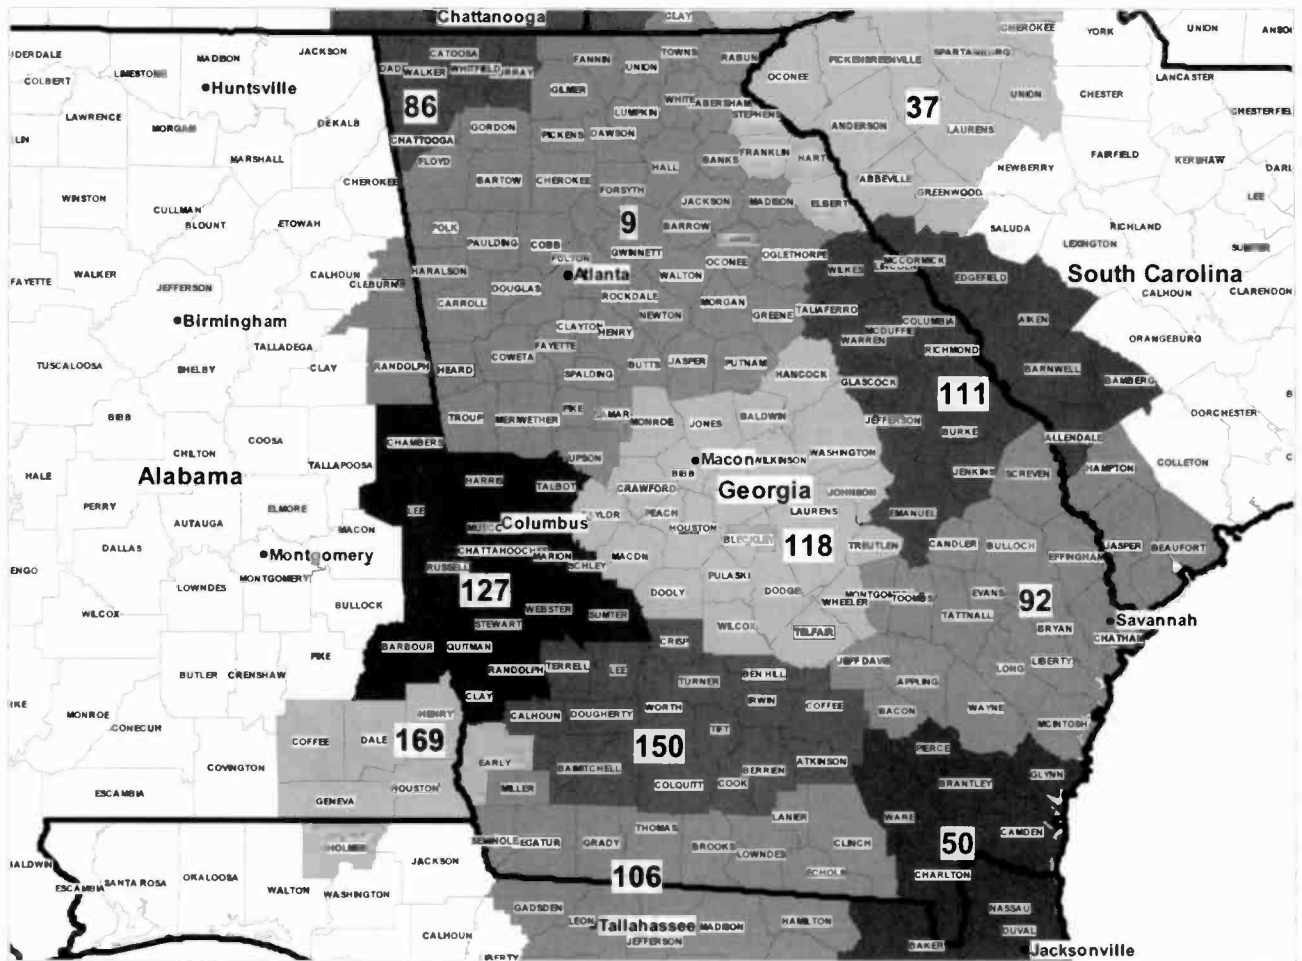 Chattanooga
CLAY
CHEROKEE
YORK
UNION
JACKSON
MADISON
CATOOSA
FANNIN
TOWNS
UNION
RABUN
PICKENS
GREENVILLE
SPARTANBURG
LANCASTER
COLBERT
LIMESTONE
Huntsville
WALKER
WHITFIELD
OCONEE
86
GILMER
WHITE
HABERSHAM
STEPHENS
37
UNION
CHESTER
LAWRENCE
MORGAN
DEKALB
GORDON
LUMPKIN
PICKENS
DAWSON
ANDERSON
LAURENS
CHATTOOGA
FLOYD
MARSHALL
HALL
BANKS
FRANKLIN
HART
NEWBERRY
FAIRFIELD
KERSHAW
WINSTON
CHEROKEE
BARTOW
CHEROKEE
FORSYTH
ABBEVILLE
GREENWOOD
LEE
CULLMAN
BLOUNT
ETOWAH
JACKSON
MADISON
ELBERT
9
POLK
PAULDING
COBB
FULTON
GWINNETT
BARROW
SALUDA
RICHLAND
LEXINGTON
SUMTER
FAYETTE
WALKER
JEFFERSON
CALHOUN
CLEBURNE
HARALSON
Atlanta
WALTON
OCONEE
OGLETHORPE
WILKES
LINCOLN
MCCORMICK
EDGEFIELD
South Carolina
CALHOUN
CLARENDON
Birmingham
CARROLL
DOUGLAS
ROCKDALE
NEWTON
MORGAN
GREENE
TALIAFERRO
COLUMBIA
AIKEN
ORANGEBURG
TALLADEGA
CLAYTON
HENRY
FAYETTE
MCDUFFIE
WARREN
RICHMOND
TUSCALOOSA
SHELBY
CLAY
RANDOLPH
HEARD
COWETA
SPALDING
BUTTS
JASPER
PUTNAM
HANCOCK
GLASCOCK
111
BARNWELL
BAMBERG
DORCHESTER
BIBB
TROUP
MERIWETHER
PIKE
LAMAR
MONROE
JONES
BALDWIN
JEFFERSON
BURKE
ALLENDALE
COOSA
CHAMBERS
HALE
Alabama
CHILTON
TALLAPOOSA
UPSON
Macon
BIBB
WILKINSON
WASHINGTON
JENKINS
SCREVEN
HAMPTON
COLLETON
PERRY
AUTAUGA
ELMORE
MACON
HARRIS
TALBOT
CRAWFORD
Georgia
JOHNSON
LEE
Columbus
TAYLOR
PEACH
HOUSTON
LAURENS
EMANUEL
DALLAS
Montgomery
MONTGOMERY
RUSSELL
CHATTAHOOCHEE
MARION
SCHLEY
MACON
BLECKLEY
118
TREUTLEN
CANDLER
BULLOCH
EFFINGHAM
JASPER
BEAUFORT
LOWNDES
BULLOCK
127
WEBSTER
SUMTER
DOOLY
PULASKI
DODGE
WHEELER
MONTGOMERY
TOOMBS
EVANS
TATTNALL
92
BRYAN
Savannah
CHATHAM
WILCOX
STEWART
WILCOX
TELFAIR
BUTLER
CRENSHAW
PIKE
BARBOUR
QUITMAN
CRISP
JEFF DAVIS
APPLING
LONG
LIBERTY
RANDOLPH
TERRELL
LEE
TURNER
BEN HILL
MONROE
CONECUH
HENRY
CLAY
CALHOUN
DOUGHERTY
WORTH
IRWIN
COFFEE
BACON
WAYNE
MCINTOSH
COFFEE
DALE
169
EARLY
150
TIFT
PIERCE
COVINGTON
ESCAMBIA
GENEVA
HOUSTON
MILLER
MITCHELL
COLQUITT
COOK
BERRIEN
ATKINSON
BRANTLEY
GLYNN
HOLMES
SEMINOLE
DECATUR
GRADY
THOMAS
BROOKS
LOWNDES
LANIER
CLINCH
ECHOLS
WARE
CAMDEN
50
BALDWIN
ESCAMBIA
SANTA ROSA
OKALOOSA
WALTON
WASHINGTON
JACKSON
106
CHARLTON
GADSDEN
LEON
Tallahassee
JEFFERSON
MADISON
HAMILTON
NASSAU
DUVAL
CALHOUN
BAKER
Jacksonville